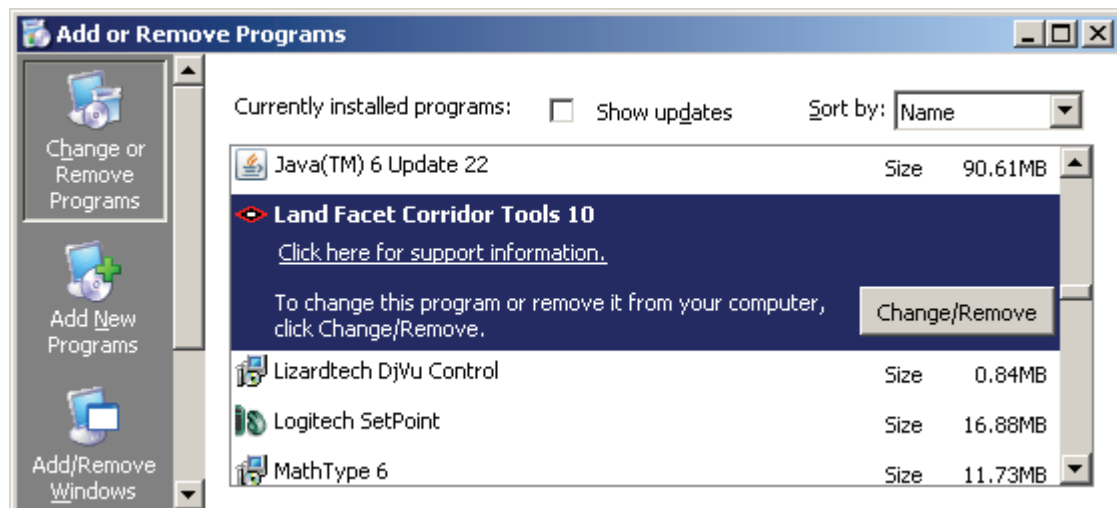 Add or Remove Programs
Change or
Remove
Programs
Add New
Programs
Add/Remove
Windows
Currently installed programs:
Show updates
Sort by:
Name
Java(TM) 6 Update 22
Size
90.61MB
Land Facet Corridor Tools 10
Click here for support information.
To change this program or remove it from your computer,
click Change/Remove.
Change/Remove
Lizardtech DjVu Control
Size
0.84MB
Logitech SetPoint
Size
16.88MB
MathType 6
Size
11.73MB